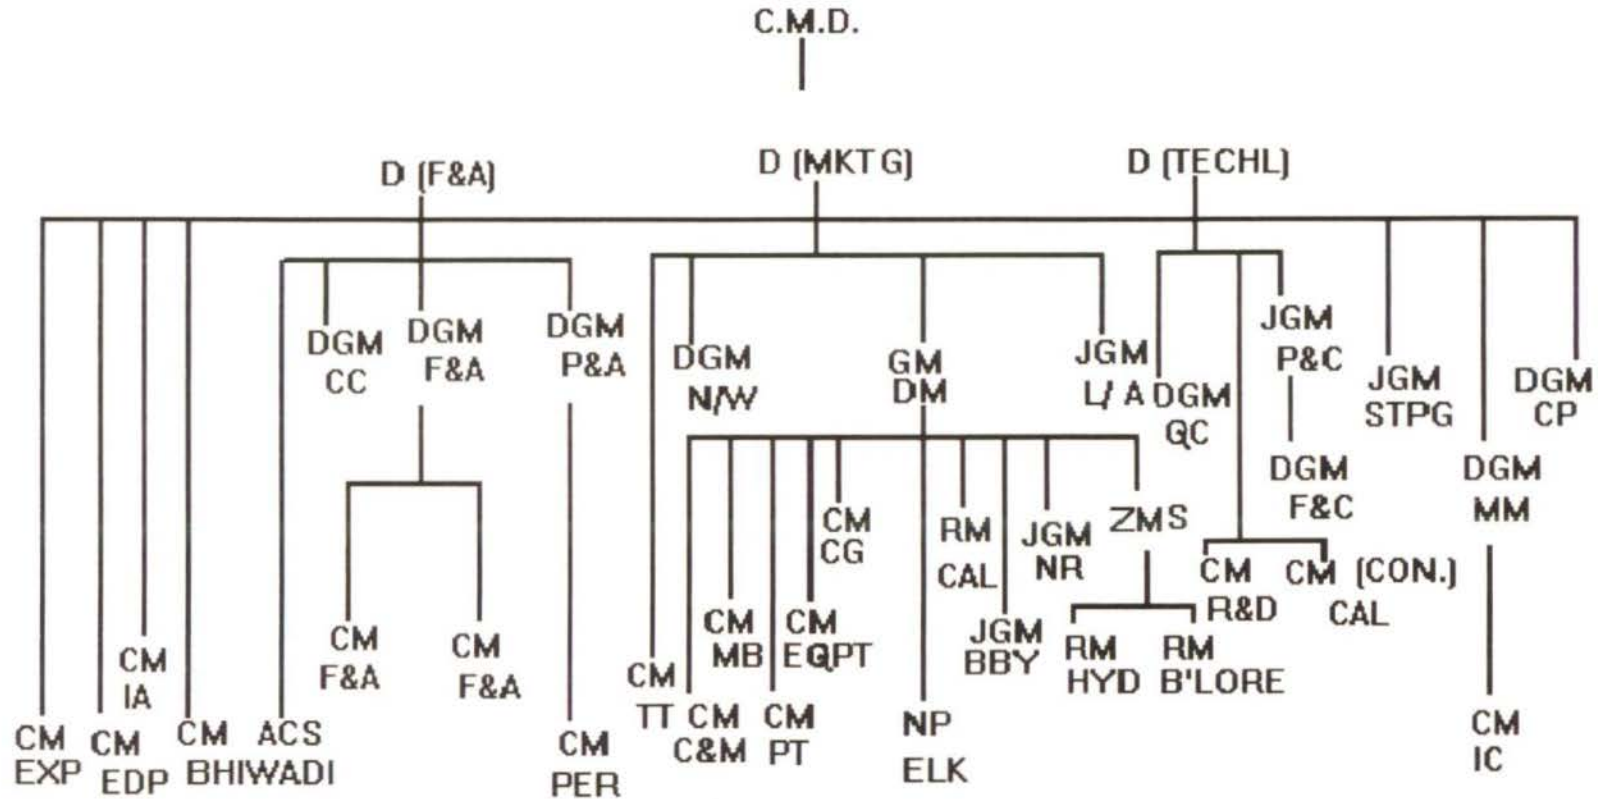 C.M.D.
D (F&A)
D (MKTG)
D (TECHL)
DGM
CC
DGM
F&A
DGM
P&A
DGM
N/W
GM
DM
JGM
L/A
DGM
QC
JGM
P&C
DGM
F&C
JGM
STPG
DGM
MM
DGM
CP
CM
CG
RM
CAL
JGM
NR
ZMS
CM
R&D
CM (CON.)
CAL
CM
F&A
CM
F&A
CM
MB
CM
EQPT
JGM
BBY
RM
HYD
RM
B'LORE
CM
IA
CM
TT
CM
EXP
CM
EDP
CM
BHIWADI
ACS
CM
PER
CM
C&M
CM
PT
NP
ELK
CM
IC